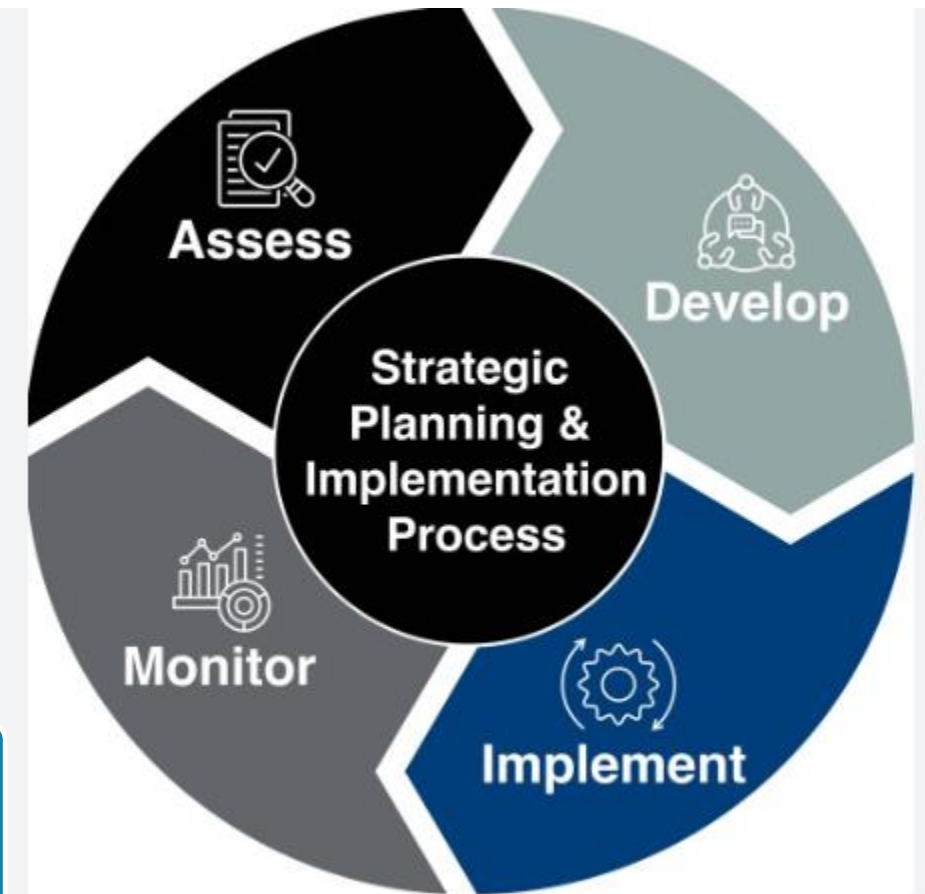 Assess
Develop
Strategic
Planning &
Implementation
Process
Monitor
Implement